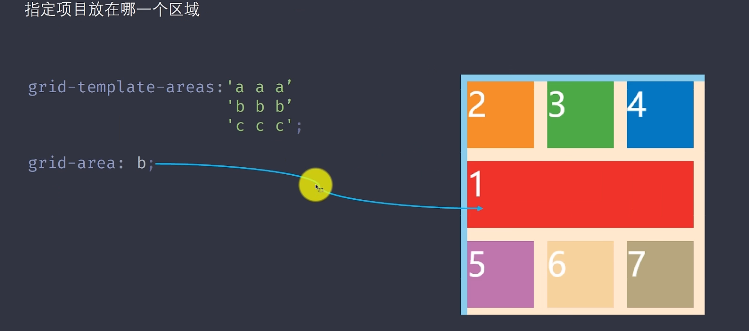 指定项目放在哪一个区域
grid-template-areas:'a a a'
'b b b'
'c c c';
grid-area: b;
2 3 4
1
5 6 7